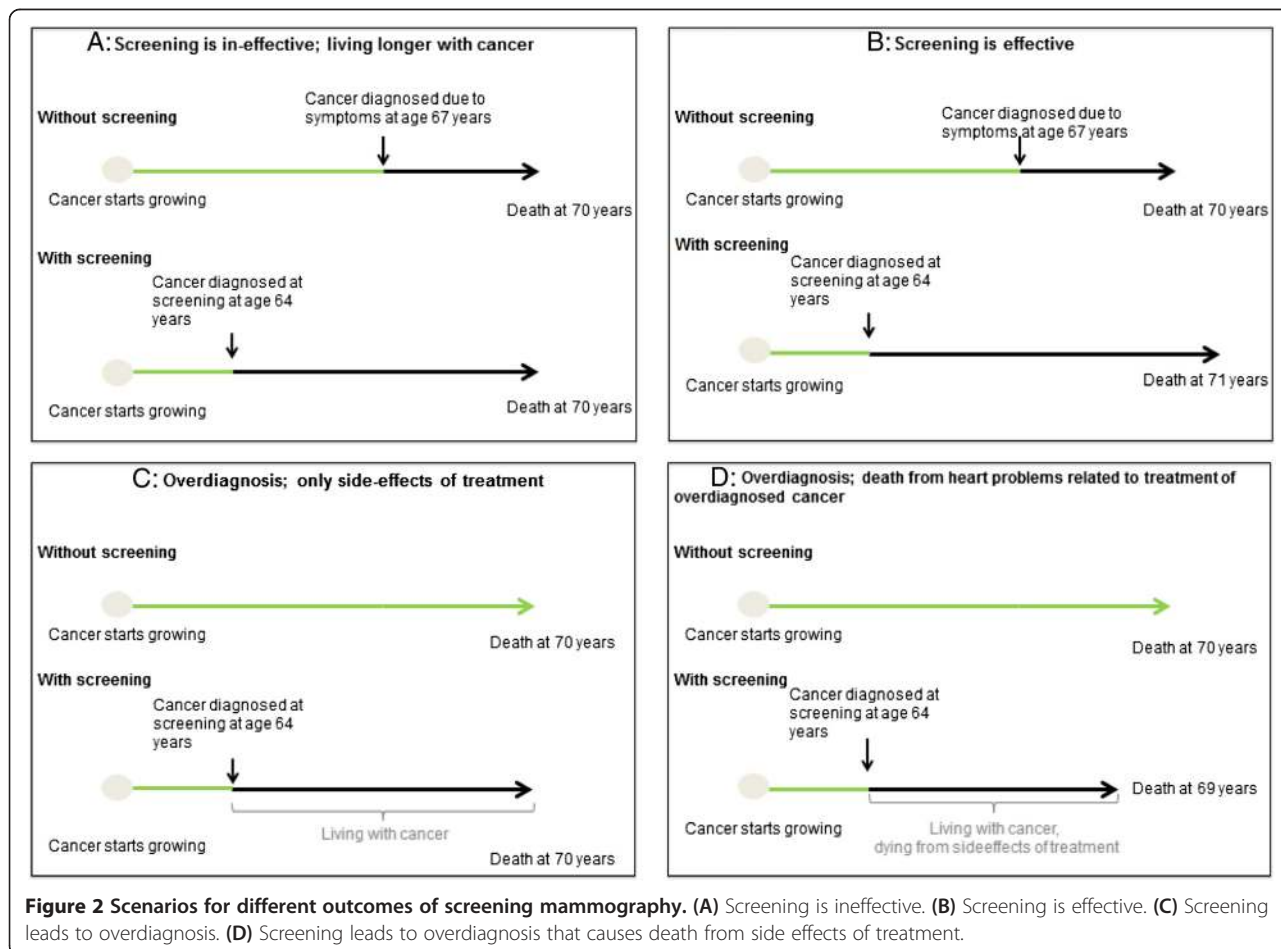 A: Screening is in-effective; living longer with cancer
Without screening
Cancer diagnosed due to
symptoms at age 67 years
Cancer starts growing
Death at 70 years
With screening
Cancer diagnosed at
screening at age 64
years
Cancer starts growing
Death at 70 years
B: Screening is effective
Without screening
Cancer diagnosed due to
symptoms at age 67 years
Cancer starts growing
Death at 70 years
With screening
Cancer diagnosed at
screening at age 64
years
Cancer starts growing
Death at 71 years
C: Overdiagnosis; only side-effects of treatment
Without screening
Cancer starts growing
Death at 70 years
With screening
Cancer diagnosed at
screening at age 64
years
Living with cancer
Cancer starts growing
Death at 70 years
D: Overdiagnosis; death from heart problems related to treatment of
overdiagnosed cancer
Without screening
Cancer starts growing
Death at 70 years
With screening
Cancer diagnosed at
screening at age 64
years
Death at 69 years
Cancer starts growing
Living with cancer,
dying from sideeffects of treatment
Figure 2 Scenarios for different outcomes of screening mammography. (A) Screening is ineffective. (B) Screening is effective. (C) Screening
leads to overdiagnosis. (D) Screening leads to overdiagnosis that causes death from side effects of treatment.